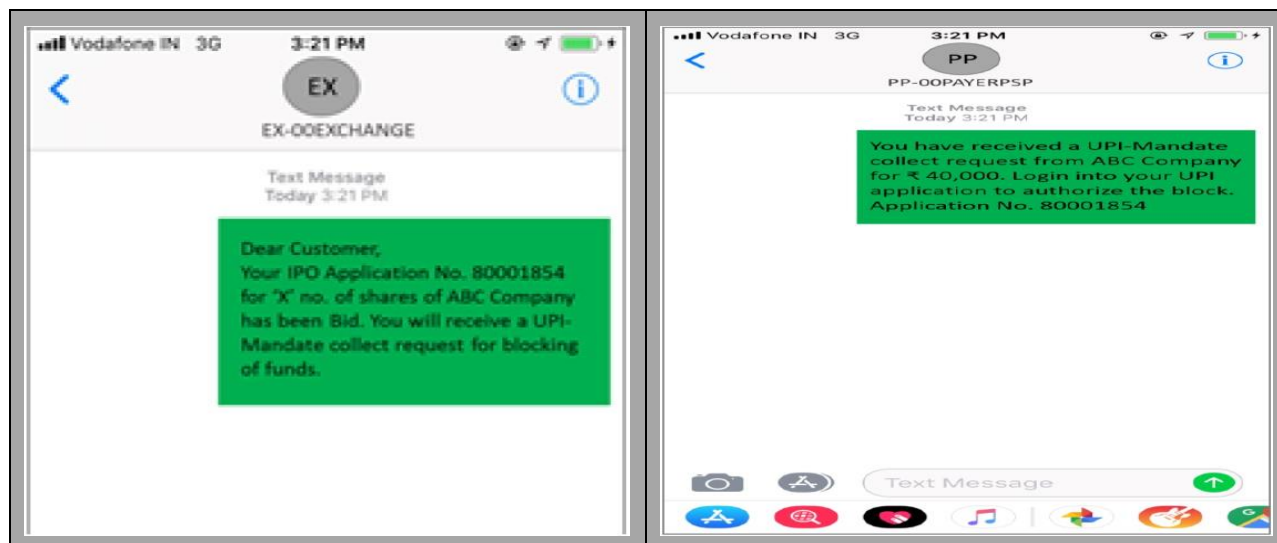 Vodafone IN 3G 3:21 PM
EX
EX-00EXCHANGE
Text Message
Today 3:21 PM
Dear Customer,
Your IPO Application No. 80001854
for 'X' no. of shares of ABC Company
has been Bid. You will receive a UPI-
Mandate collect request for blocking
of funds.
Vodafone IN 3G 3:21 PM
PP
PP-00PAYERPSP
Text Message
Today 3:21 PM
You have received a UPI-Mandate
collect request from ABC Company
for ₹ 40,000. Login into your UPI
application to authorize the block.
Application No. 80001854
Text Message